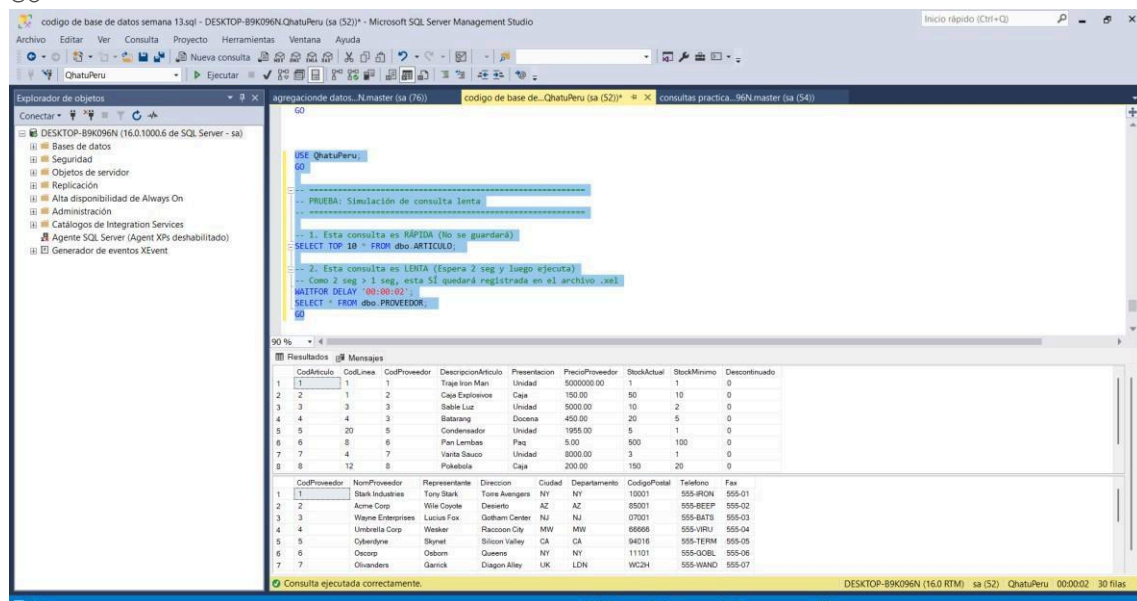 GO
codigo de base de datos semana 13.sql - DESKTOP-B9K096N.QhatuPeru (sa (52))* - Microsoft SQL Server Management Studio
Inicio rápido (Ctrl+Q)
Archivo Editar Ver Consulta Proyecto Herramientas Ventana Ayuda
Nueva consulta
QhatuPeru Ejecutar
Explorador de objetos
agregacionde datos...N.master (sa (76)) codigo de base de...QhatuPeru (sa (52))* consultas practica...96N.master (sa (54))
Conectar
DESKTOP-B9K096N (16.0.1000.6 de SQL Server - sa)
Bases de datos
Seguridad
Objetos de servidor
Replicación
Alta disponibilidad de Always On
Administración
Catálogos de Integration Services
Agente SQL Server (Agent XPs deshabilitado)
Generador de eventos XEvent
GO
USE QhatuPeru;
GO
-- ============================================================
-- PRUEBA: Simulación de consulta lenta
-- ============================================================
-- 1. Esta consulta es RÁPIDA (No se guardará)
SELECT TOP 10 * FROM dbo.ARTICULO;
-- 2. Esta consulta es LENTA (Espera 2 seg y luego ejecuta)
-- Como 2 seg > 1 seg, esta SÍ quedará registrada en el archivo .xel
WAITFOR DELAY '00:00:02';
SELECT * FROM dbo.PROVEEDOR;
GO
90 %
Resultados Mensajes
CodArticulo CodLinea CodProveedor DescripcionArticulo Presentacion PrecioProveedor StockActual StockMinimo Descontinuado
1 1 1 1 Traje Iron Man Unidad 5000000.00 1 1 0
2 2 1 2 Caja Explosivos Caja 150.00 50 10 0
3 3 3 3 Sable Luz Unidad 5000.00 10 2 0
4 4 4 3 Batarang Docena 450.00 20 5 0
5 5 20 5 Condensador Unidad 1955.00 5 1 0
6 6 8 6 Pan Lembas Paq 5.00 500 100 0
7 7 4 7 Varita Sauco Unidad 8000.00 3 1 0
8 8 12 8 Pokebola Caja 200.00 150 20 0
CodProveedor NomProveedor Representante Direccion Ciudad Departamento CodigoPostal Telefono Fax
1 1 Stark Industries Tony Stark Torre Avengers NY NY 10001 555-IRON 555-01
2 2 Acme Corp Wile Coyote Desierto AZ AZ 85001 555-BEEP 555-02
3 3 Wayne Enterprises Lucius Fox Gotham Center NJ NJ 07001 555-BATS 555-03
4 4 Umbrella Corp Wesker Raccoon City MW MW 66666 555-VIRU 555-04
5 5 Cyberdyne Skynet Silicon Valley CA CA 94016 555-TERM 555-05
6 6 Oscorp Osborn Queens NY NY 11101 555-GOBL 555-06
7 7 Olivanders Garrick Diagon Alley UK LDN WC2H 555-WAND 555-07
Consulta ejecutada correctamente. DESKTOP-B9K096N (16.0 RTM) sa (52) QhatuPeru 00:00:02 30 filas